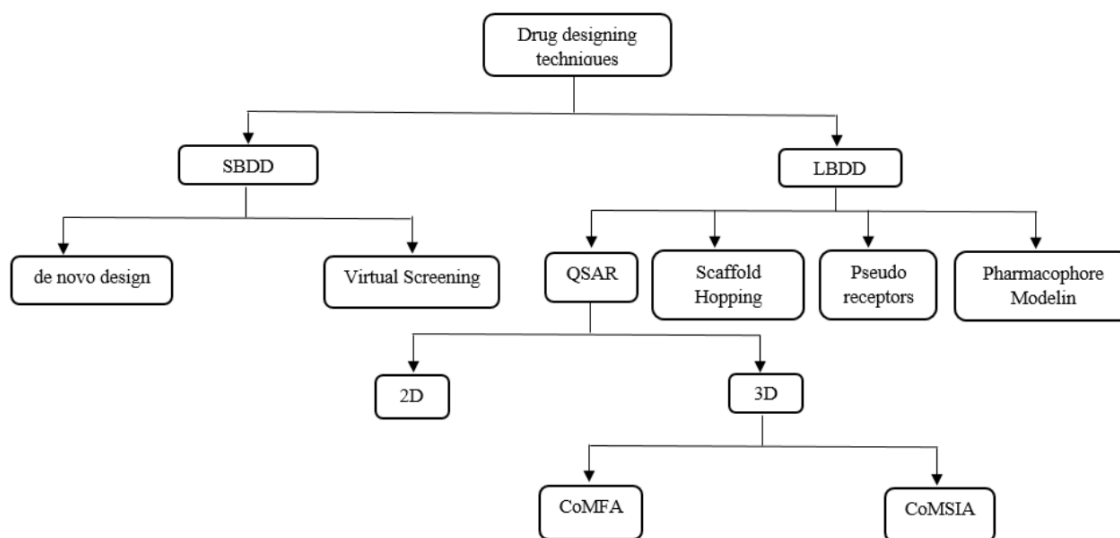 Drug designing
techniques
SBDD
LBDD
de novo design
Virtual Screening
QSAR
Scaffold
Hopping
Pseudo
receptors
Pharmacophore
Modelin
2D
3D
CoMFA
CoMSIA